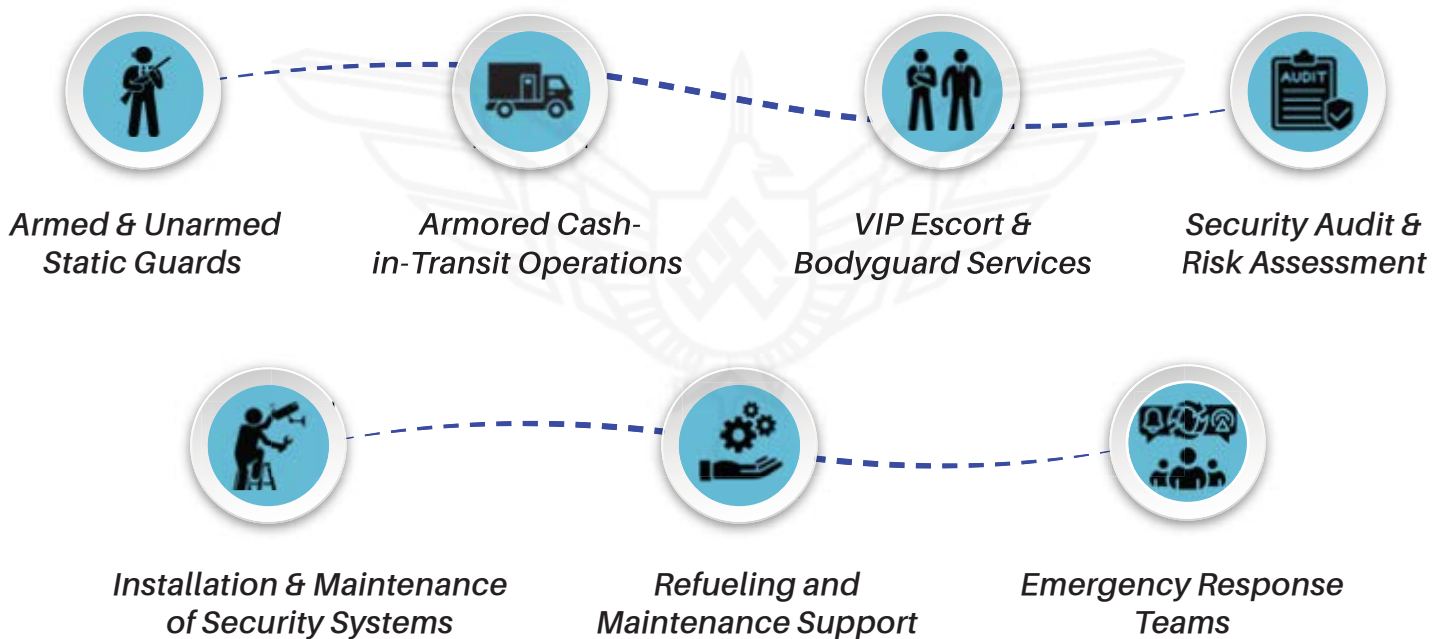 AUDIT
Armed & Unarmed
Static Guards
Armored Cash-
in-Transit Operations
VIP Escort &
Bodyguard Services
Security Audit &
Risk Assessment
Installation & Maintenance
of Security Systems
Refueling and
Maintenance Support
Emergency Response
Teams